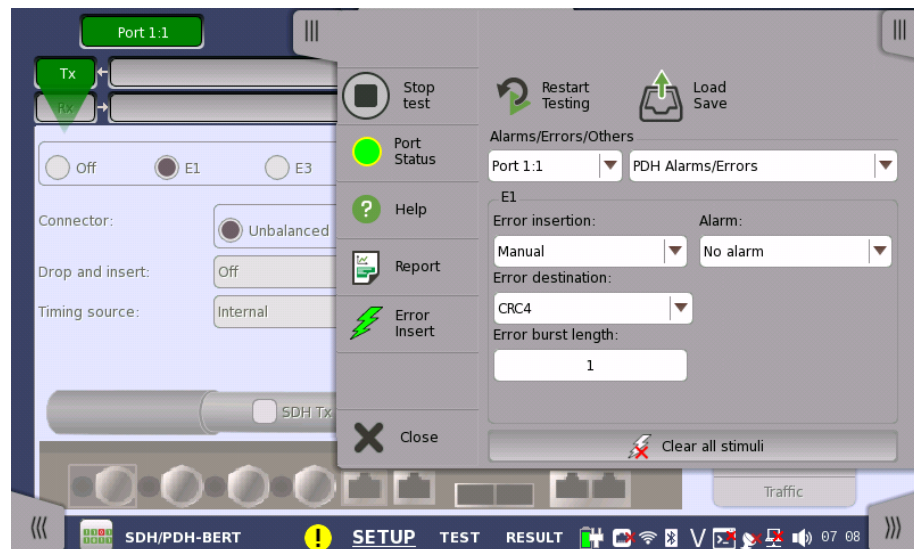 Port 1:1
Tx
Rx
Off
E1
E3
Connector:
Unbalanced
Drop and insert:
Off
Timing source:
Internal
SDH Tx
Stop
test
Port
Status
? Help
Report
Error
Insert
Close
Restart
Testing
Load
Save
Alarms/Errors/Others
Port 1:1
PDH Alarms/Errors
E1
Error insertion:
Alarm:
Manual
No alarm
Error destination:
CRC4
Error burst length:
1
Clear all stimuli
Traffic
SDH/PDH-BERT
! SETUP TEST RESULT
V
07 08